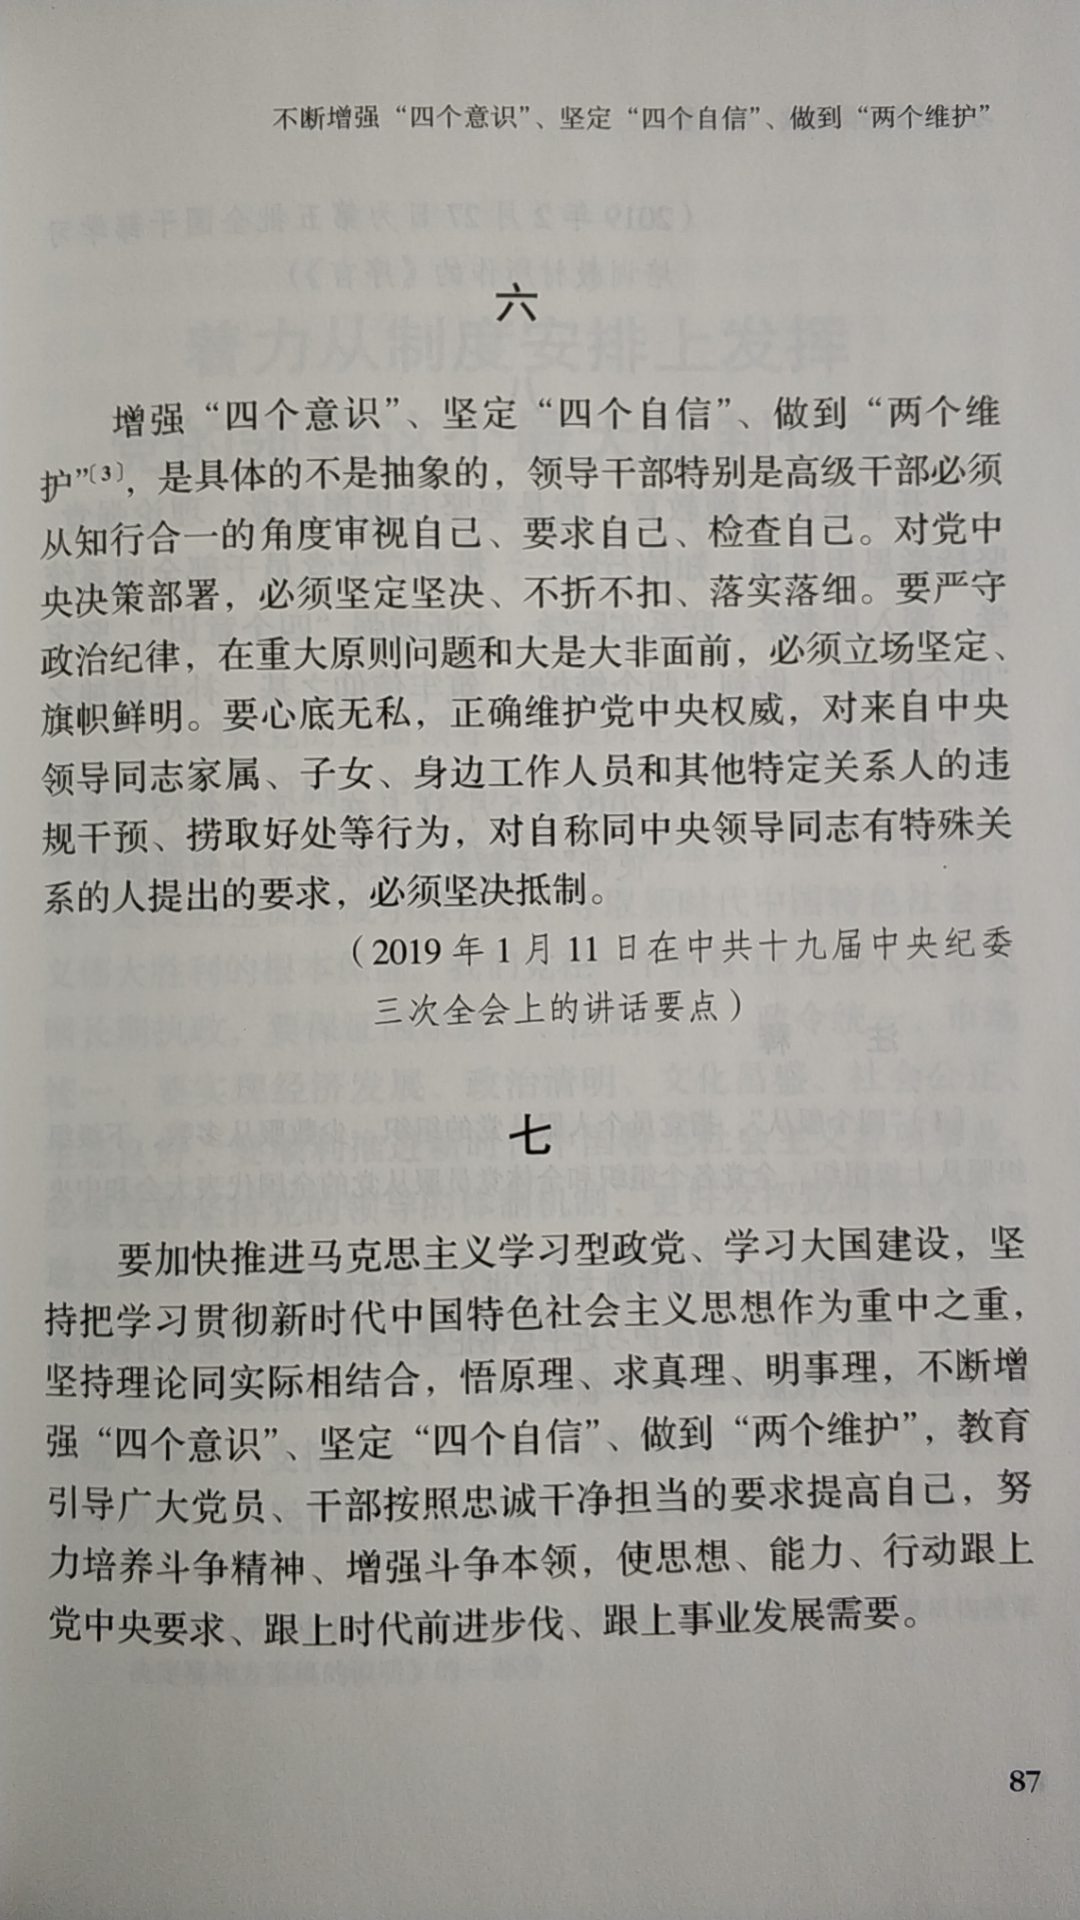 不断增强“四个意识”、坚定“四个自信”、做到“两个维护”
六
增强“四个意识”、坚定“四个自信”、做到“两个维
护”〔3〕，是具体的不是抽象的，领导干部特别是高级干部必须
从知行合一的角度审视自己、要求自己、检查自己。对党中
央决策部署，必须坚定坚决、不折不扣、落实落细。要严守
政治纪律，在重大原则问题和大是大非面前，必须立场坚定、
旗帜鲜明。要心底无私，正确维护党中央权威，对来自中央
领导同志家属、子女、身边工作人员和其他特定关系人的违
规干预、捞取好处等行为，对自称同中央领导同志有特殊关
系的人提出的要求，必须坚决抵制。
（2019年1月11日在中共十九届中央纪委
三次全会上的讲话要点）
七
要加快推进马克思主义学习型政党、学习大国建设，坚
持把学习贯彻新时代中国特色社会主义思想作为重中之重，
坚持理论同实际相结合，悟原理、求真理、明事理，不断增
强“四个意识”、坚定“四个自信”、做到“两个维护”，教育
引导广大党员、干部按照忠诚干净担当的要求提高自己，努
力培养斗争精神、增强斗争本领，使思想、能力、行动跟上
党中央要求、跟上时代前进步伐、跟上事业发展需要。
87